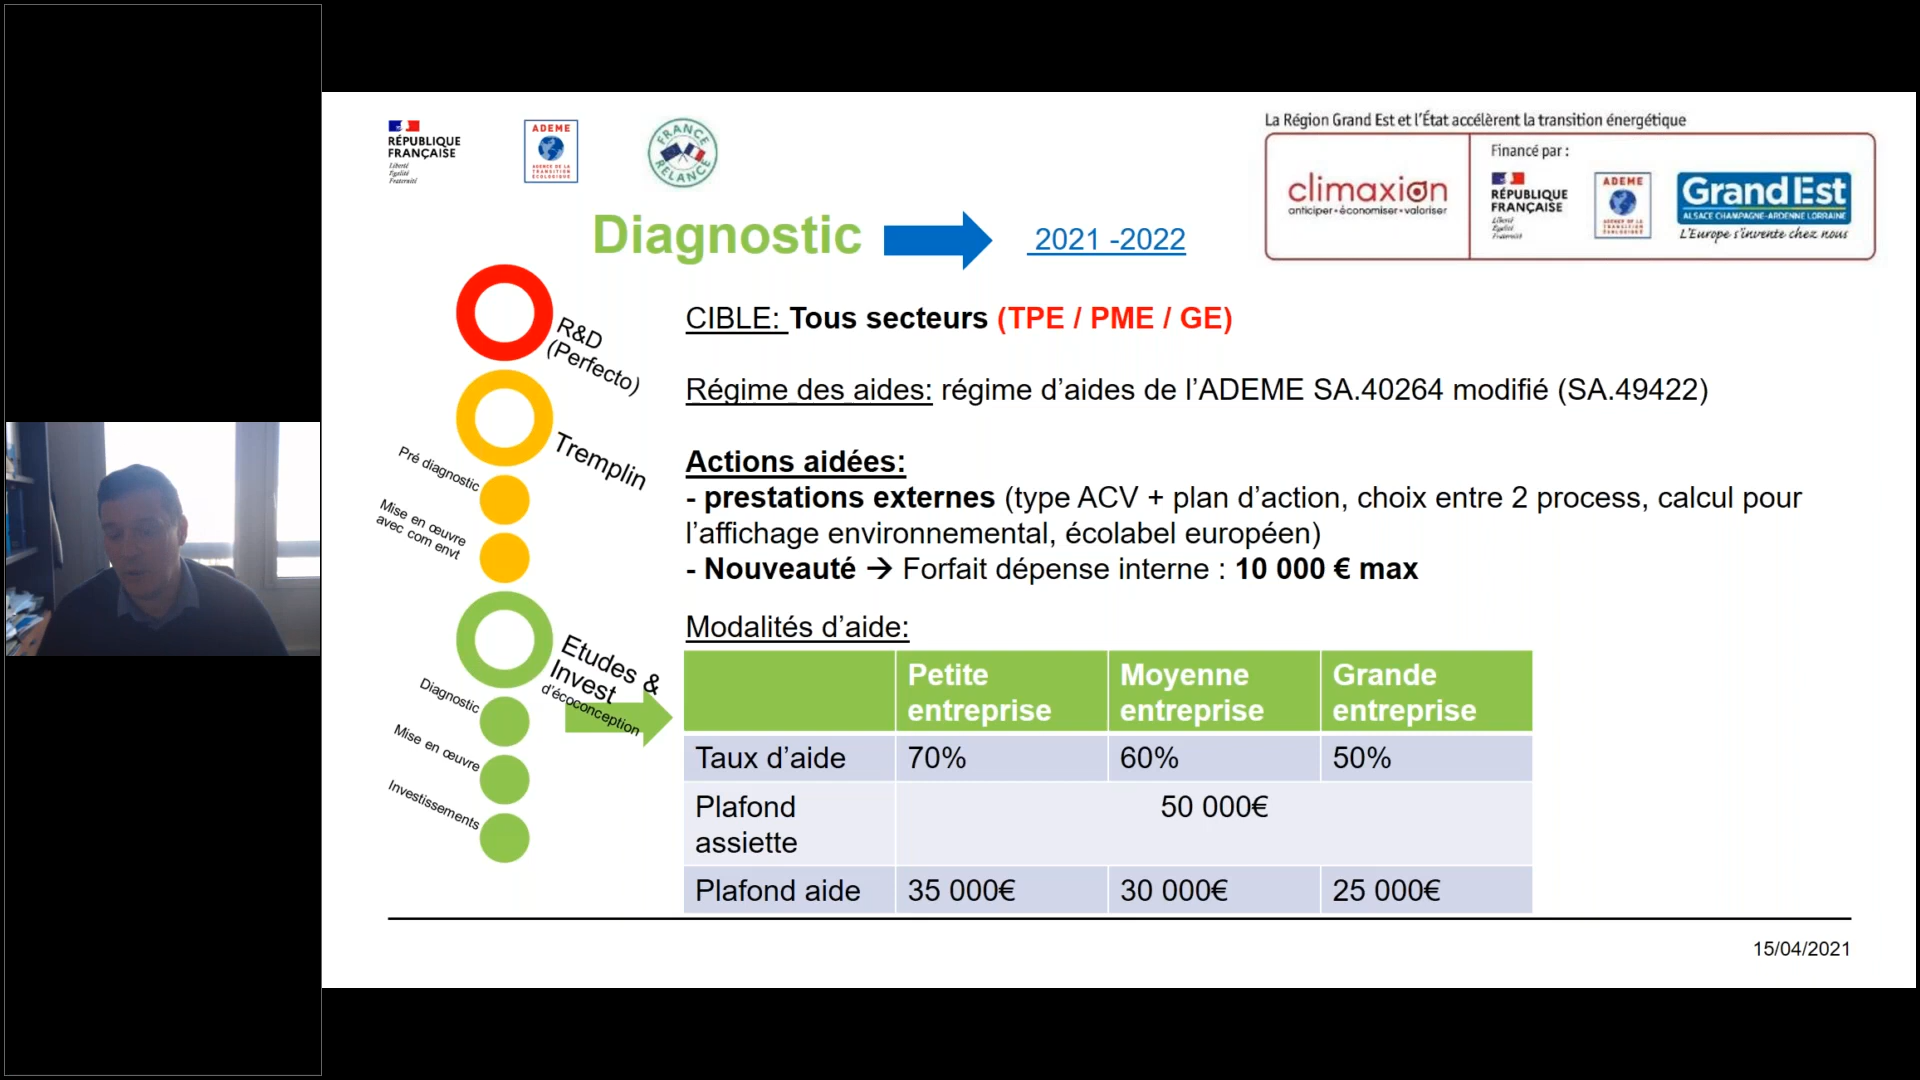 RÉPUBLIQUE
FRANÇAISE
Liberté
Égalité
Fraternité
ADEME
AGENCE DE LA
TRANSITION
ÉCOLOGIQUE
FRANCE
RELANCE
La Région Grand Est et l'État accélèrent la transition énergétique
climaxion
anticiper • économiser • valoriser
Financé par :
RÉPUBLIQUE
FRANÇAISE
Liberté
Égalité
Fraternité
ADEME
AGENCE DE LA
TRANSITION
ÉCOLOGIQUE
Grand Est
ALSACE CHAMPAGNE-ARDENNE LORRAINE
L'Europe s'invente chez nous
Diagnostic
2021 -2022
R&D
(Perfecto)
Tremplin
Pré diagnostic
Mise en œuvre
avec com envt
Etudes &
Invest
d'écoconception
Diagnostic
Mise en œuvre
Investissements
CIBLE: Tous secteurs (TPE / PME / GE)
Régime des aides: régime d’aides de l’ADEME SA.40264 modifié (SA.49422)
Actions aidées:
- prestations externes (type ACV + plan d’action, choix entre 2 process, calcul pour
l’affichage environnemental, écolabel européen)
- Nouveauté → Forfait dépense interne : 10 000 € max
Modalités d’aide:
Petite entreprise
Moyenne entreprise
Grande entreprise
Taux d’aide 70% 60% 50%
Plafond assiette 50 000€
Plafond aide 35 000€ 30 000€ 25 000€
15/04/2021